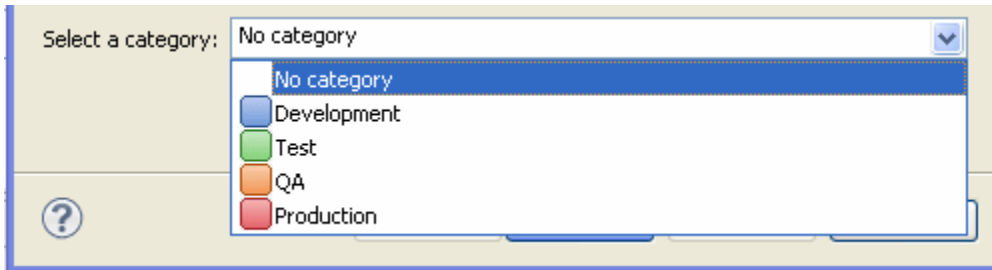 Select a category: No category
No category
Development
Test
QA
Production
?